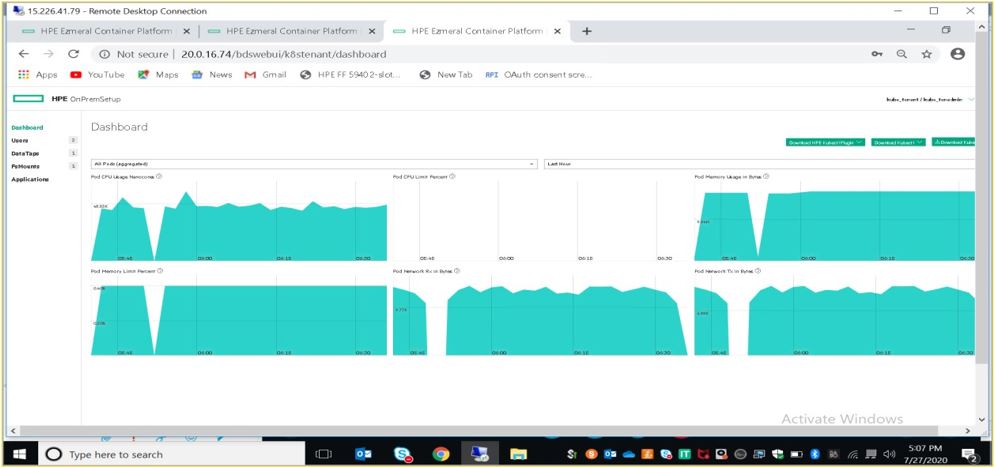 15.226.41.79 - Remote Desktop Connection
HPE Ezmeral Container Platform | HPE Ezmeral Container Platform | HPE Ezmeral Container Platform |
Not secure | 20.0.16.74/bdswebui/k8stenant/dashboard
Apps YouTube Maps News Gmail HPE FF 59402-slot... New Tab RPI OAuth consent scre...
HPE OnPremSetup
Dashboard
Dashboard
Users 2
DataTaps 1
FsMounts 1
Applications
Download HPE Kubectl Plugin Download Kubectl Download Kube
All Pods (aggregated) Last Hour
Pod CPU Usage Nanocores Pod CPU Limit Percent Pod Memory Usage in Bytes
05:45 06:00 06:15 06:30 05:45 06:00 06:15 06:30 05:45 06:00 06:15 06:30
Pod Memory Limit Percent Pod Network Rx in Bytes Pod Network Tx in Bytes
05:45 06:00 06:15 06:30 05:45 06:00 06:15 06:30 05:45 06:00 06:15 06:30
Activate Windows
Type here to search
5:07 PM
7/27/2020
2